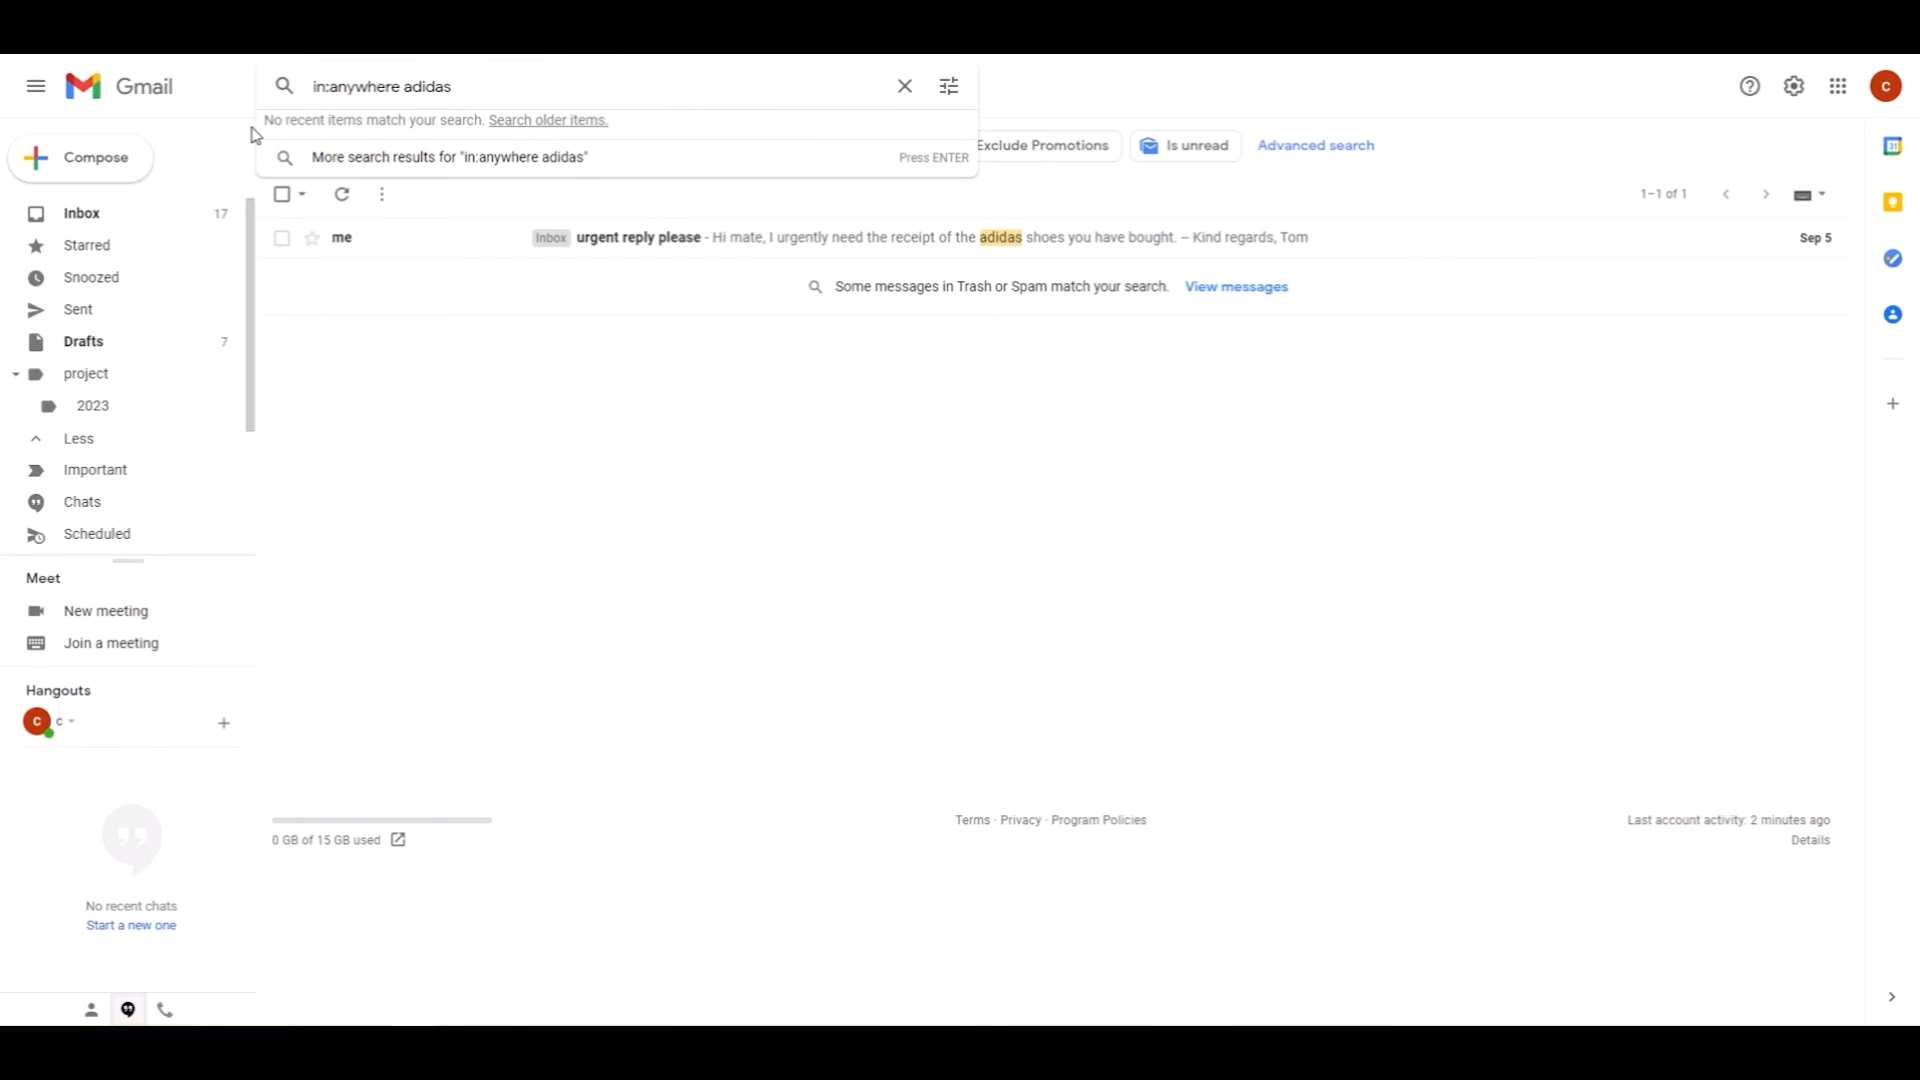 Gmail
in:anywhere adidas
No recent items match your search. Search older items.
More search results for "in:anywhere adidas" Press ENTER
Exclude Promotions Is unread Advanced search
Compose
1–1 of 1
Inbox 17
Starred
Snoozed
Sent
Drafts 7
project
2023
Less
Important
Chats
Scheduled
me Inbox urgent reply please - Hi mate, I urgently need the receipt of the adidas shoes you have bought. – Kind regards, Tom Sep 5
Some messages in Trash or Spam match your search. View messages
Meet
New meeting
Join a meeting
Hangouts
C c
No recent chats
Start a new one
0 GB of 15 GB used
Terms · Privacy · Program Policies
Last account activity: 2 minutes ago
Details
C
31